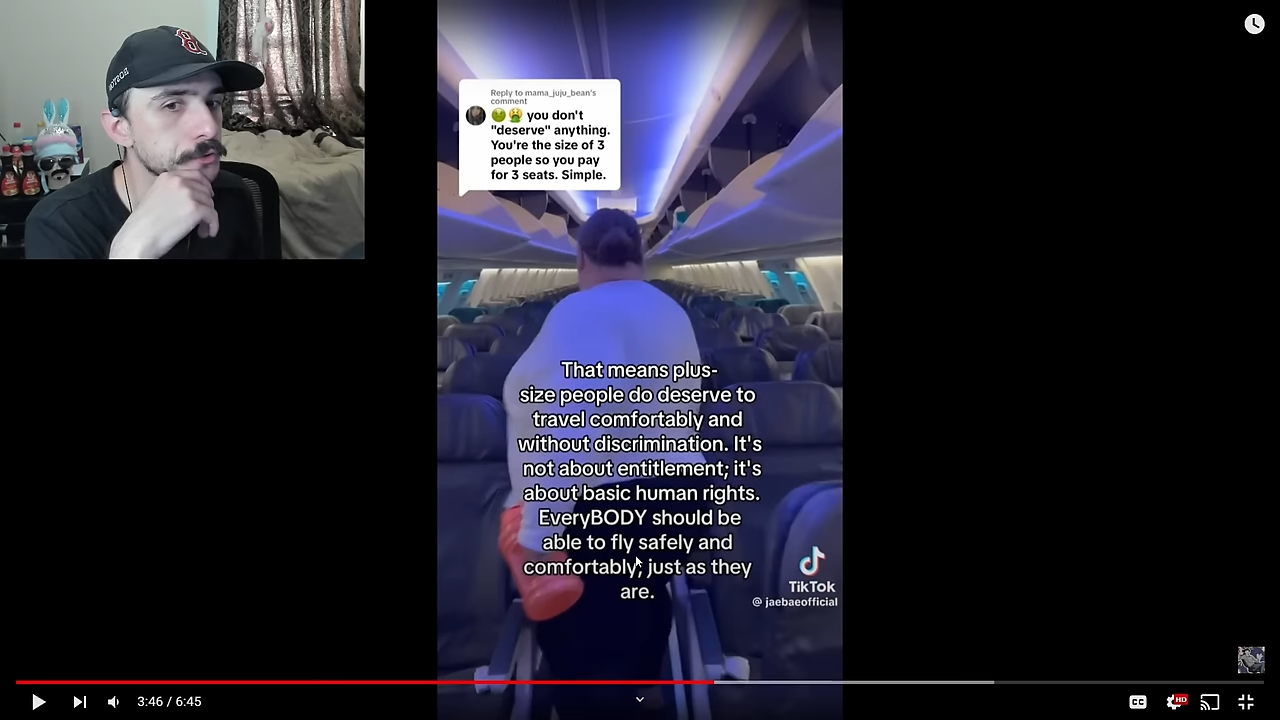 BOSTON
B
Reply to mama_juju_bean's
comment
🤢🤮 you don't
"deserve" anything.
You're the size of 3
people so you pay
for 3 seats. Simple.
That means plus-
size people do deserve to
travel comfortably and
without discrimination. It's
not about entitlement; it's
about basic human rights.
EveryBODY should be
able to fly safely and
comfortably, just as they
are.
TikTok
@ jaebaeofficial
3:46 / 6:45
CC
HD